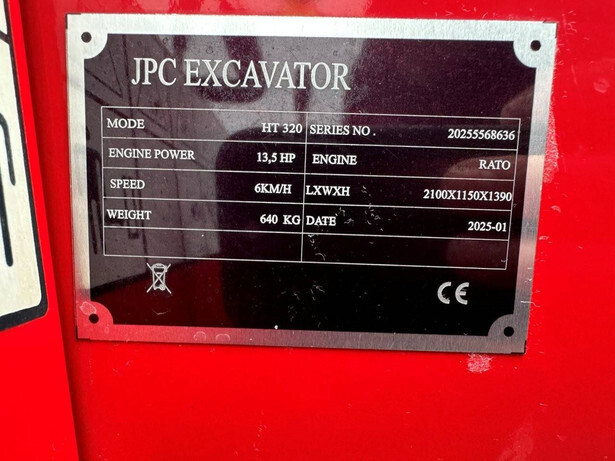 JPC EXCAVATOR
MODE HT 320 SERIES NO . 20255568636
ENGINE POWER 13,5 HP ENGINE RATO
SPEED 6KM/H LXWXH 2100X1150X1390
WEIGHT 640 KG DATE 2025-01
CE